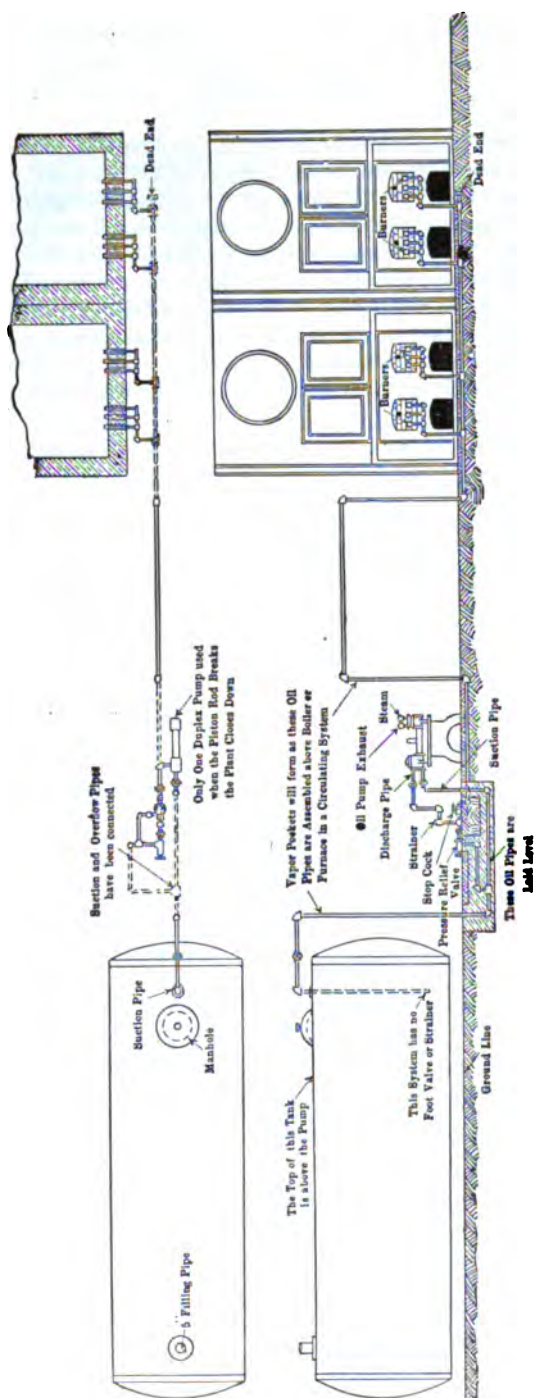 Dead End
Suction and Overflow Pipes
have been connected
Only One Duplex Pump used
when the Piston Rod Breaks
the Plant Closes Down
Suction Pipe
Manhole
5 Filling Pipe
Burners
Burners
Dead End
Vapor Pockets will form as these Oil
Pipes are Assembled above Boiler or
Furnace in a Circulating System
Steam
Oil Pump Exhaust
Discharge Pipe
Strainer
Stop Cock
Pressure Relief
Valve
Suction Pipe
These Oil Pipes are
Laid Level
The Top of this Tank
is above the Pump
This System has no
Foot Valve or Strainer
Ground Line